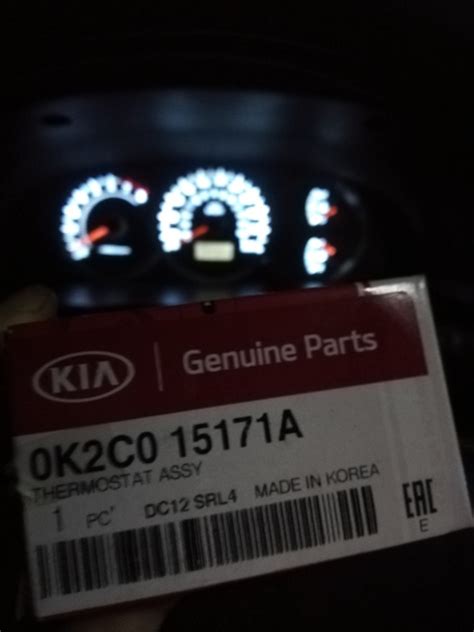 KIA
Genuine Parts
0K2C0 15171A
THERMOSTAT ASSY
1 PC' DC12 SRL4 MADE IN KOREA
EAC
E